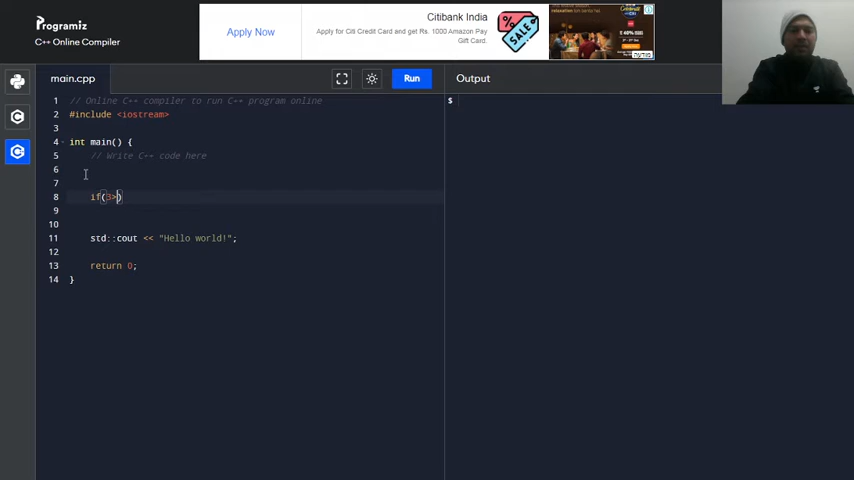 Programiz
C++ Online Compiler
Apply Now
Citibank India
Apply for Citi Credit Card and get Rs. 1000 Amazon Pay
Gift Card.
SALE
main.cpp
Run
Output
1 // Online C++ compiler to run C++ program online
2 #include <iostream>
3
4 int main() {
5 // Write C++ code here
6
7
8 if(3>)
9
10
11 std::cout << "Hello world!";
12
13 return 0;
14 }
$